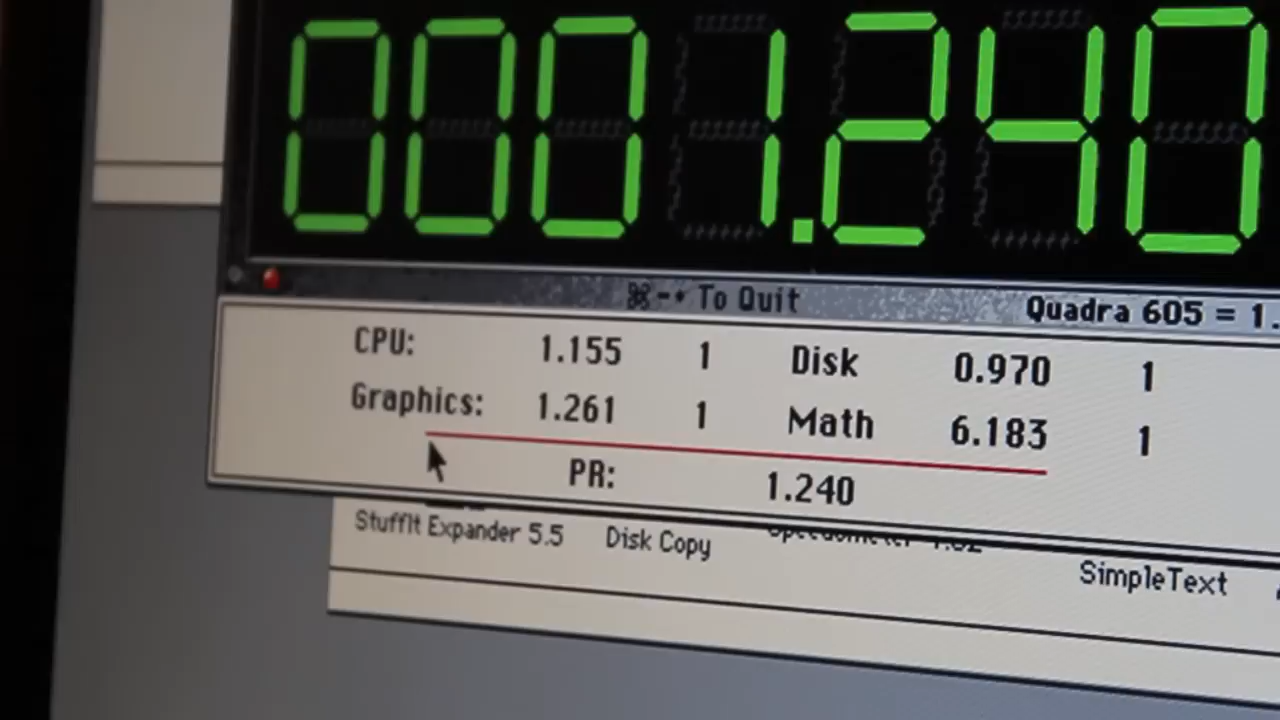 0001.240
⌘-• To Quit Quadra 605 = 1.
CPU: 1.155 1 Disk 0.970 1
Graphics: 1.261 1 Math 6.183 1
PR: 1.240
StuffIt Expander 5.5 Disk Copy SimpleText